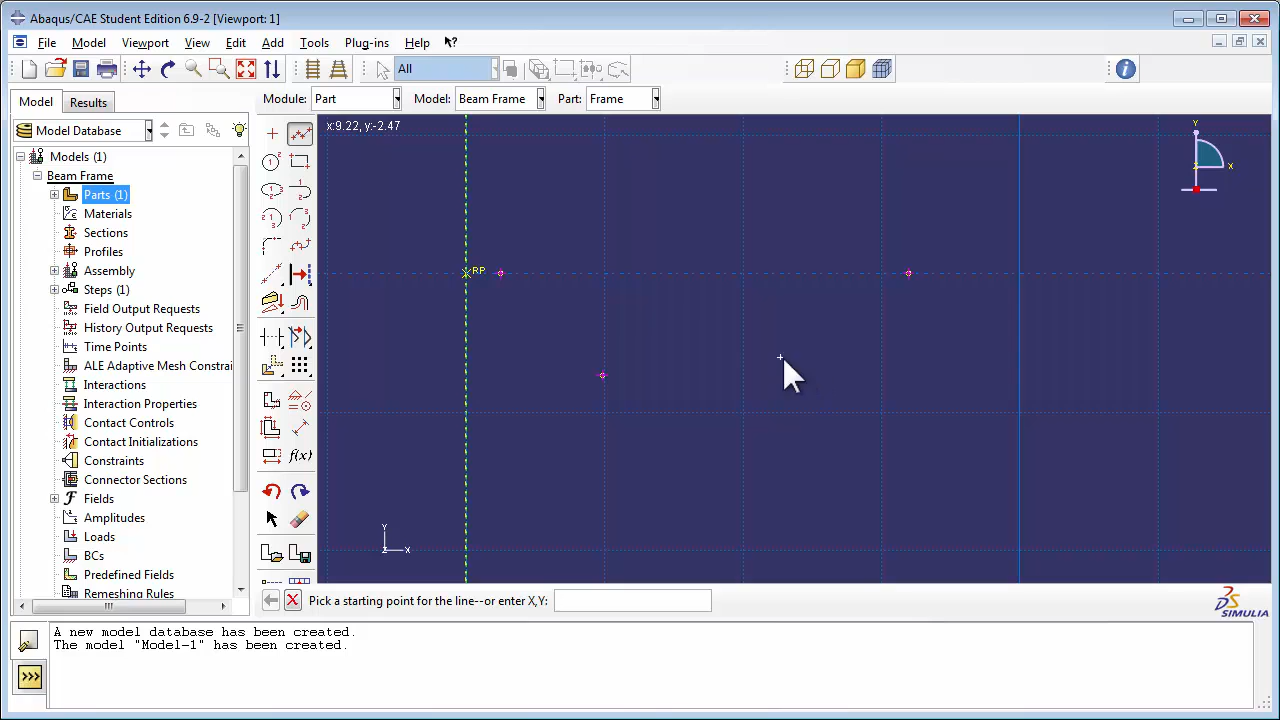 Abaqus/CAE Student Edition 6.9-2 [Viewport: 1]
File Model Viewport View Edit Add Tools Plug-ins Help
All
Model Results
Module: Part Model: Beam Frame Part: Frame
Model Database
x:9.22, y:-2.47
Models (1)
Beam Frame
Parts (1)
Materials
Sections
Profiles
Assembly
Steps (1)
Field Output Requests
History Output Requests
Time Points
ALE Adaptive Mesh Constrai
Interactions
Interaction Properties
Contact Controls
Contact Initializations
Constraints
Connector Sections
Fields
Amplitudes
Loads
BCs
Predefined Fields
Remeshing Rules
f(x)
RP
Y
X
Z
Y
X
Z
Pick a starting point for the line--or enter X,Y:
SIMULIA
A new model database has been created.
The model "Model-1" has been created.
>>>